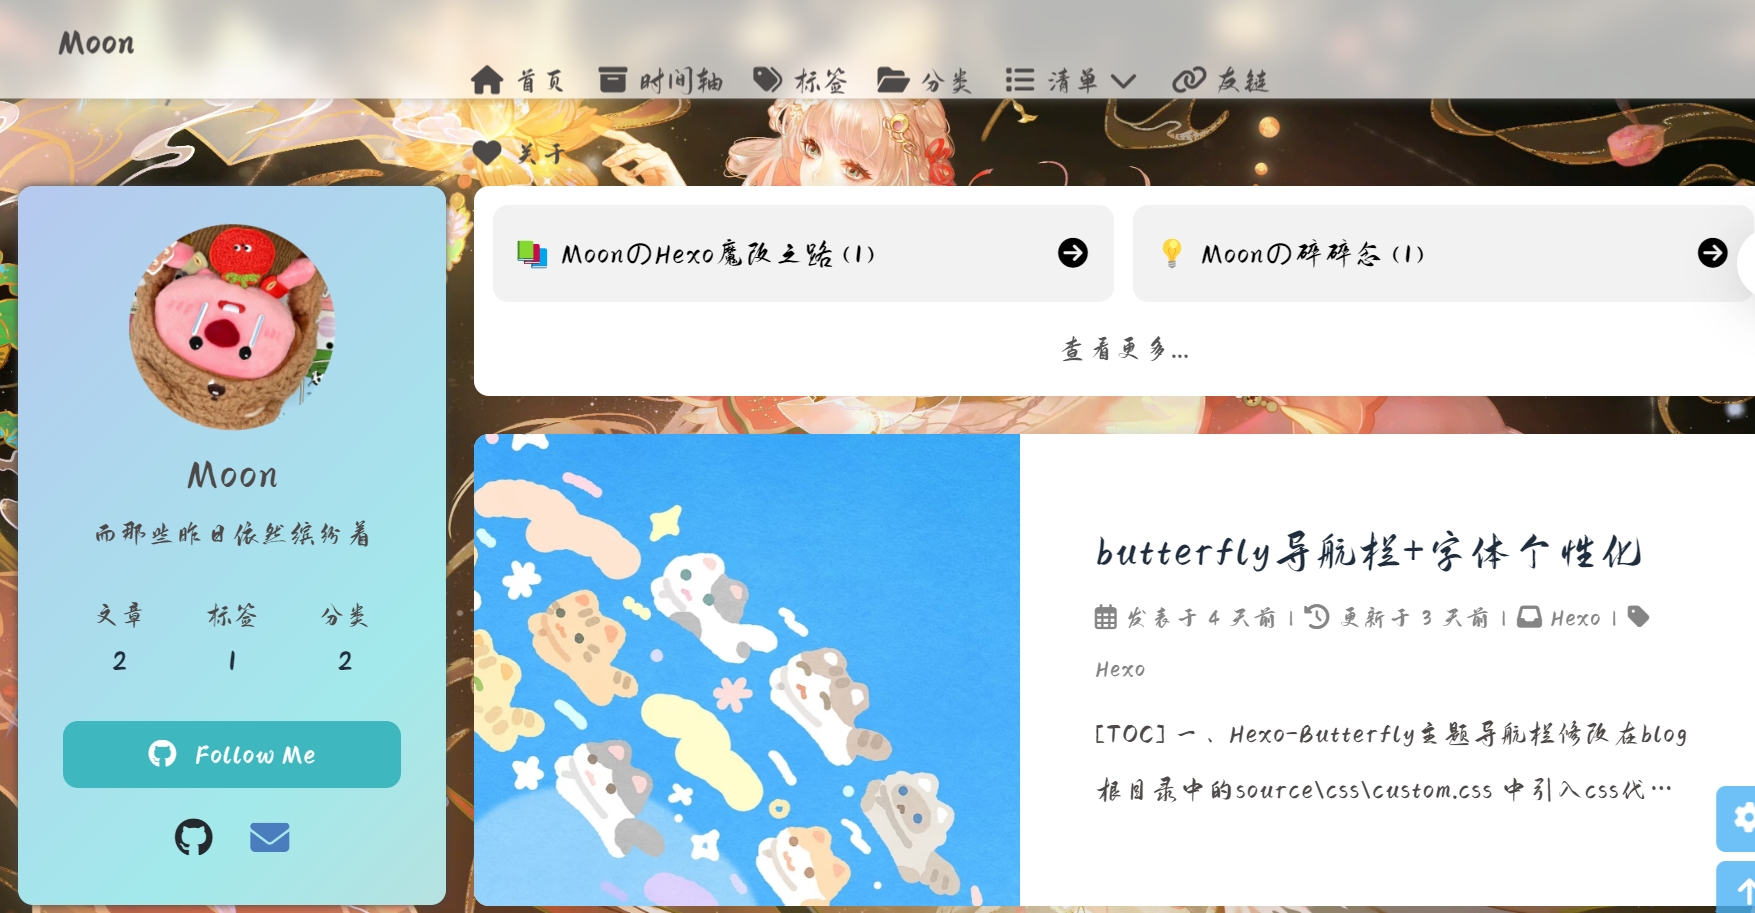 Moon
首页 时间轴 标签 分类 清单 友链
关于
Moon
而那些昨日依然缤纷着
文章 标签 分类
2 1 2
Follow Me
MoonのHexo魔改之路 (1)
Moonの碎碎念 (1)
查看更多...
butterfly导航栏+字体个性化
发表于 4 天前 | 更新于 3 天前 | Hexo |
Hexo
[TOC] 一、Hexo-Butterfly主题导航栏修改在blog
根目录中的source\css\custom.css 中引入css代…